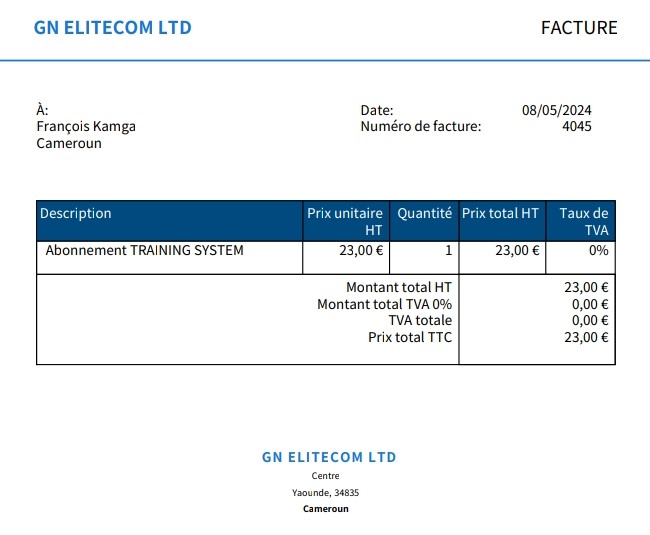 GN ELITECOM LTD FACTURE
À: Date: 08/05/2024
François Kamga Numéro de facture: 4045
Cameroun
Description Prix unitaire HT Quantité Prix total HT Taux de TVA
Abonnement TRAINING SYSTEM 23,00 € 1 23,00 € 0%
Montant total HT 23,00 €
Montant total TVA 0% 0,00 €
TVA totale 0,00 €
Prix total TTC 23,00 €
GN ELITECOM LTD
Centre
Yaounde, 34835
Cameroun